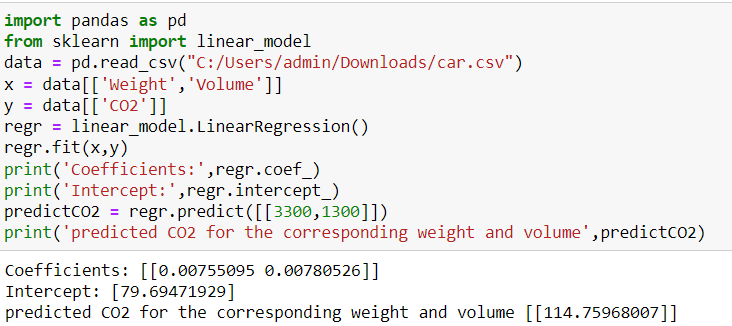 import pandas as pd
from sklearn import linear_model
data = pd.read_csv("C:/Users/admin/Downloads/car.csv")
x = data[['Weight','Volume']]
y = data[['CO2']]
regr = linear_model.LinearRegression()
regr.fit(x,y)
print('Coefficients:',regr.coef_)
print('Intercept:',regr.intercept_)
predictCO2 = regr.predict([[3300,1300]])
print('predicted CO2 for the corresponding weight and volume',predictCO2)
Coefficients: [[0.00755095 0.00780526]]
Intercept: [79.69471929]
predicted CO2 for the corresponding weight and volume [[114.75968007]]